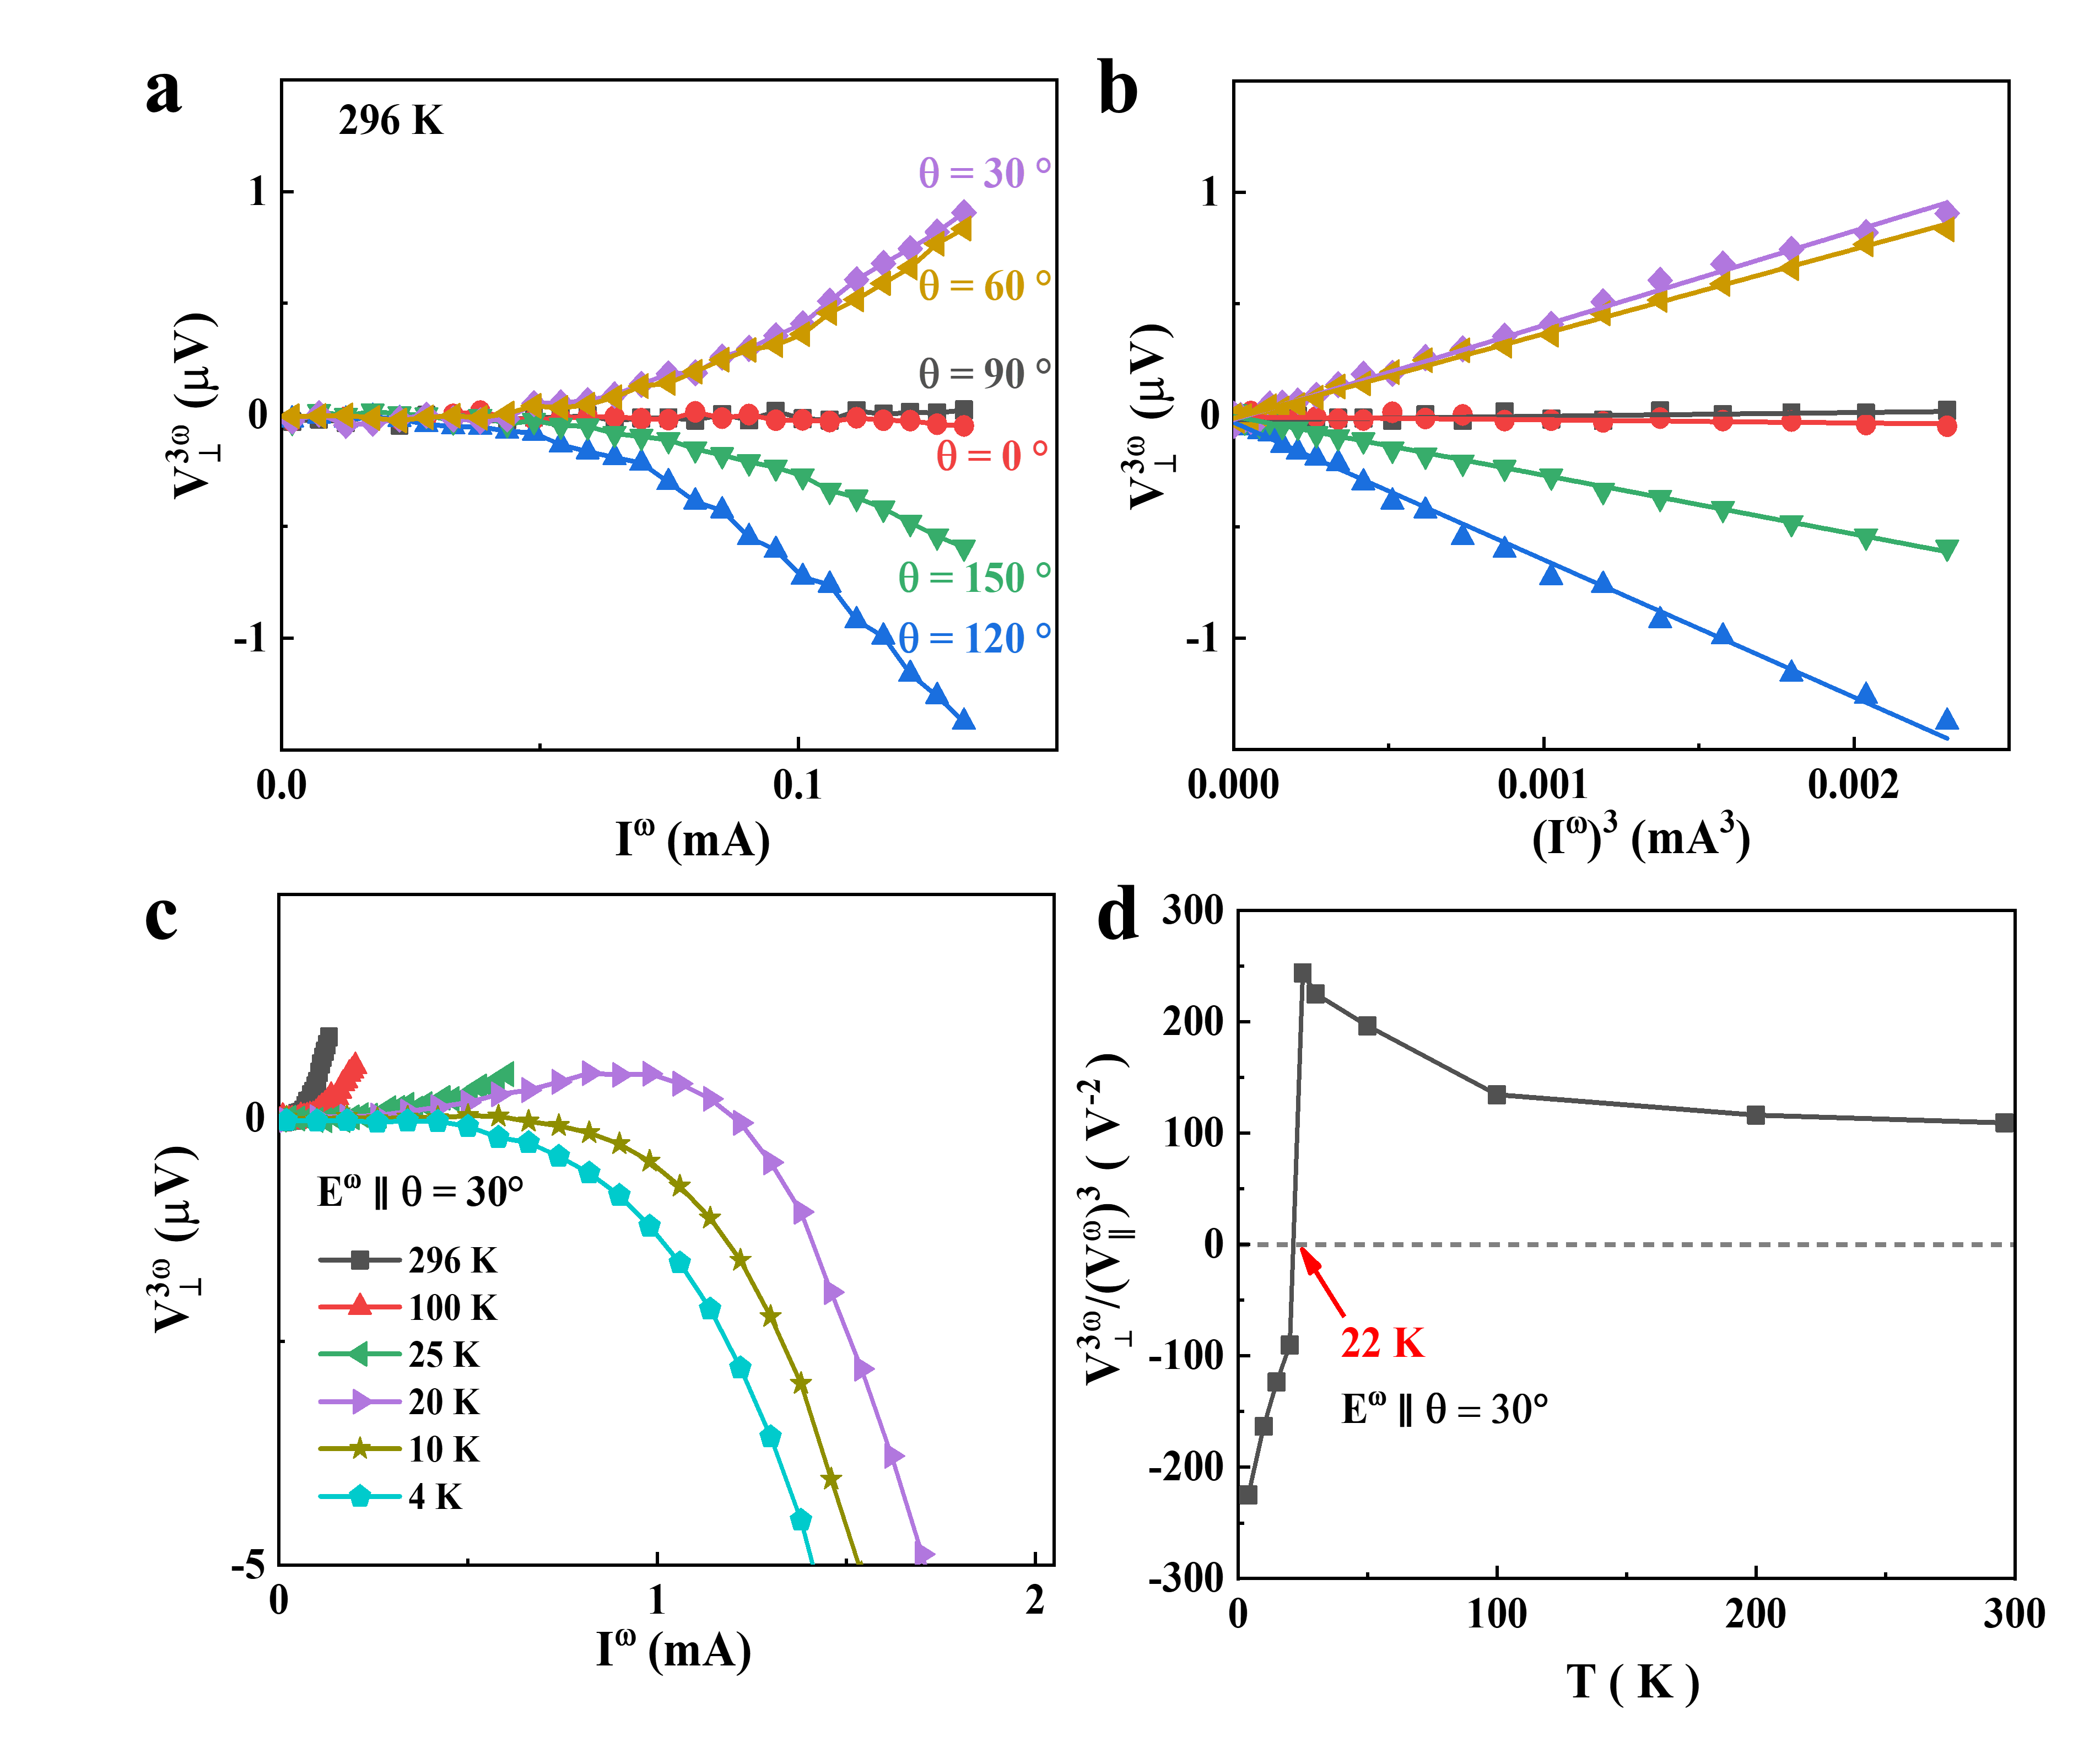 a
296 K
θ = 30 °
θ = 60 °
θ = 90 °
θ = 0 °
θ = 150 °
θ = 120 °
1
0
-1
V⊥3ω (μV)
0.0 0.1
Iω (mA)
b
1
0
-1
V⊥3ω (μV)
0.000 0.001 0.002
(Iω)3 (mA3)
c
0
-5
V⊥3ω (μV)
Eω ∥ θ = 30°
296 K
100 K
25 K
20 K
10 K
4 K
0 1 2
Iω (mA)
d
300
200
100
0
-100
-200
-300
V⊥3ω/(V∥ω)3 ( V-2 )
22 K
Eω ∥ θ = 30°
0 100 200 300
T ( K )